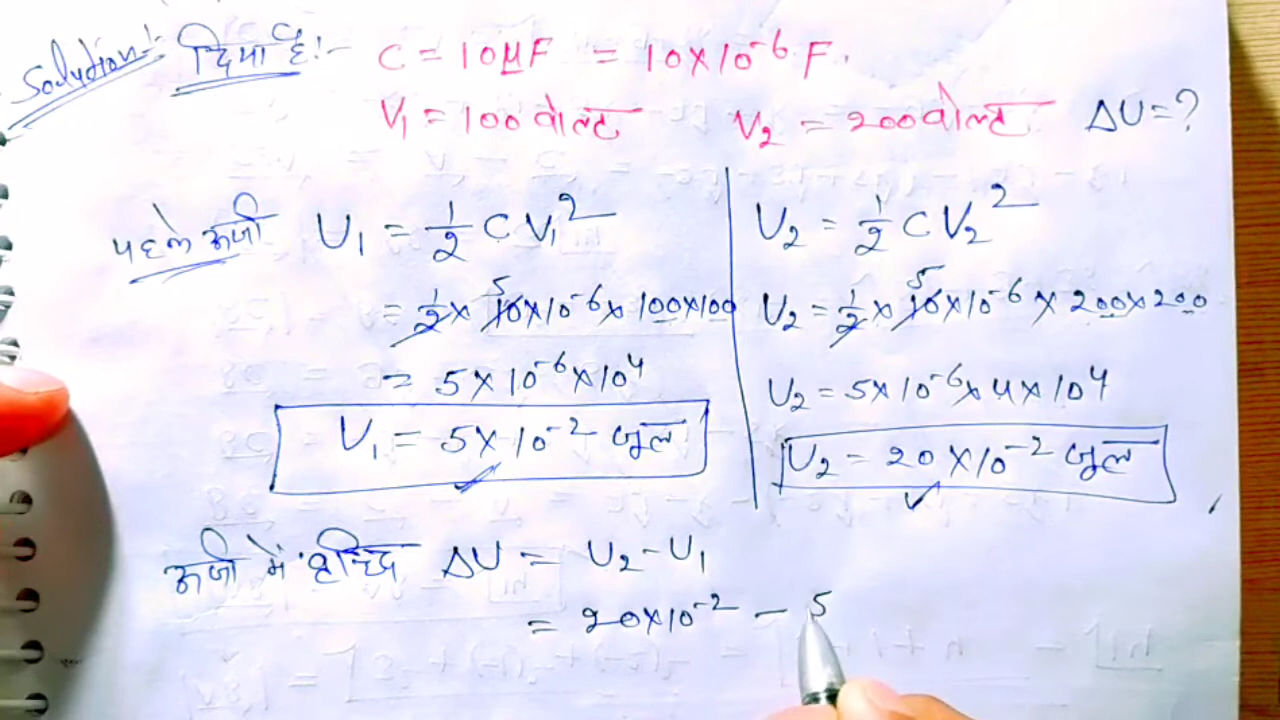 Solution:- दिया है:- C = 10μF = 10×10⁻⁶ F.
V₁ = 100 वोल्ट V₂ = 200 वोल्ट ΔU = ?
पहले ऊर्जा U₁ = 1/2 C V₁²
= 1/2 × 10×10⁻⁶ × 100×100
= 5×10⁻⁶×10⁴
U₁ = 5×10⁻² जूल
U₂ = 1/2 C V₂²
U₂ = 1/2 × 10×10⁻⁶ × 200×200
U₂ = 5×10⁻⁶×4×10⁴
U₂ = 20×10⁻² जूल
ऊर्जा में वृद्धि ΔU = U₂ - U₁
= 20×10⁻² - 5